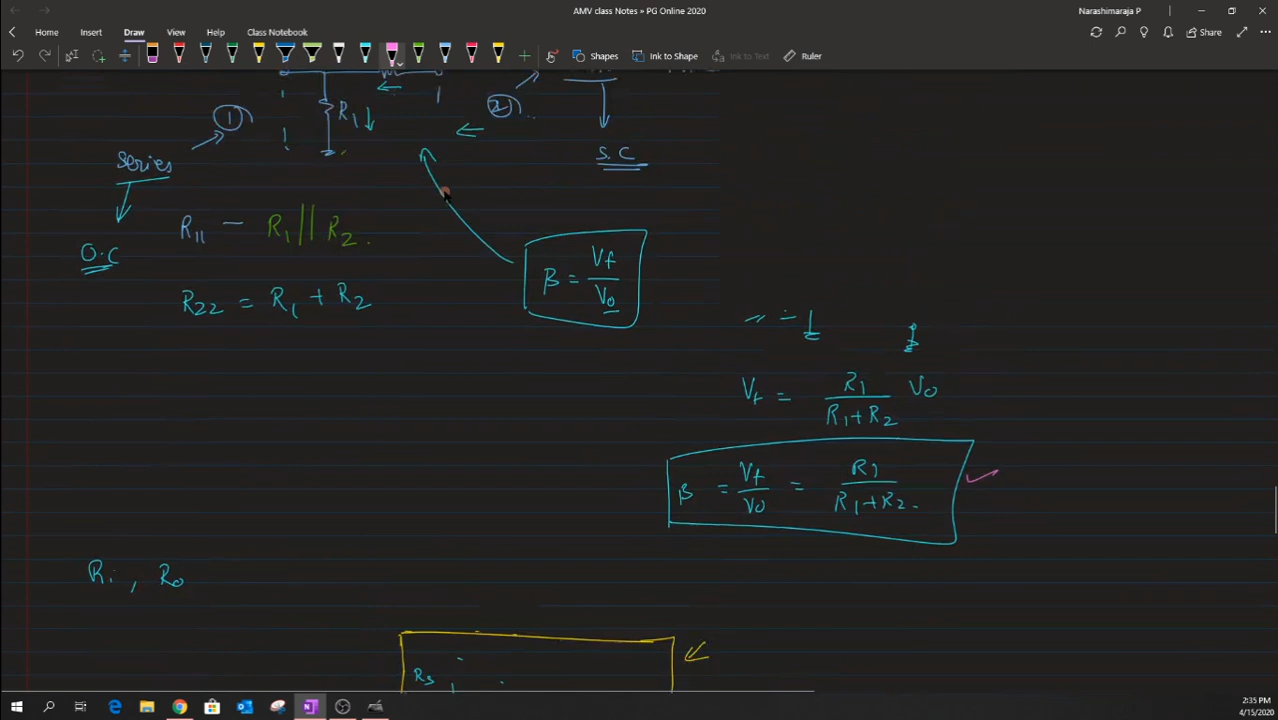 AMV class Notes » PG Online 2020
Narashimaraja P
Home Insert Draw View Help Class Notebook
Share
Shapes Ink to Shape Ink to Text Ruler
R1
1
2
Series
S.C
R11 - R1 || R2.
O.C
β = Vf / Vo
R22 = R1 + R2
Vf = R1 / R1+R2 Vo
β = Vf / Vo = R1 / R1+R2.
Ri, Ro
Rs
2:35 PM
4/15/2020